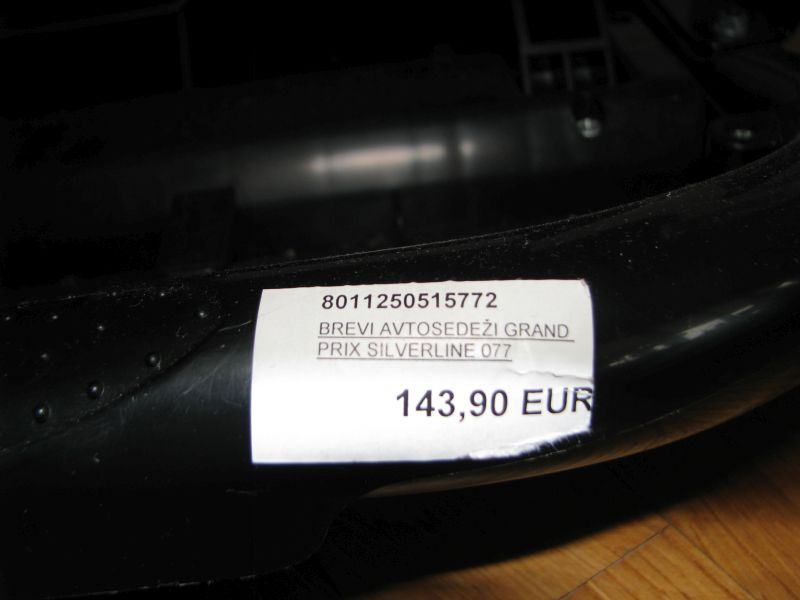 8011250515772
BREVI AVTOSEDEŽI GRAND
PRIX SILVERLINE 077
143,90 EUR